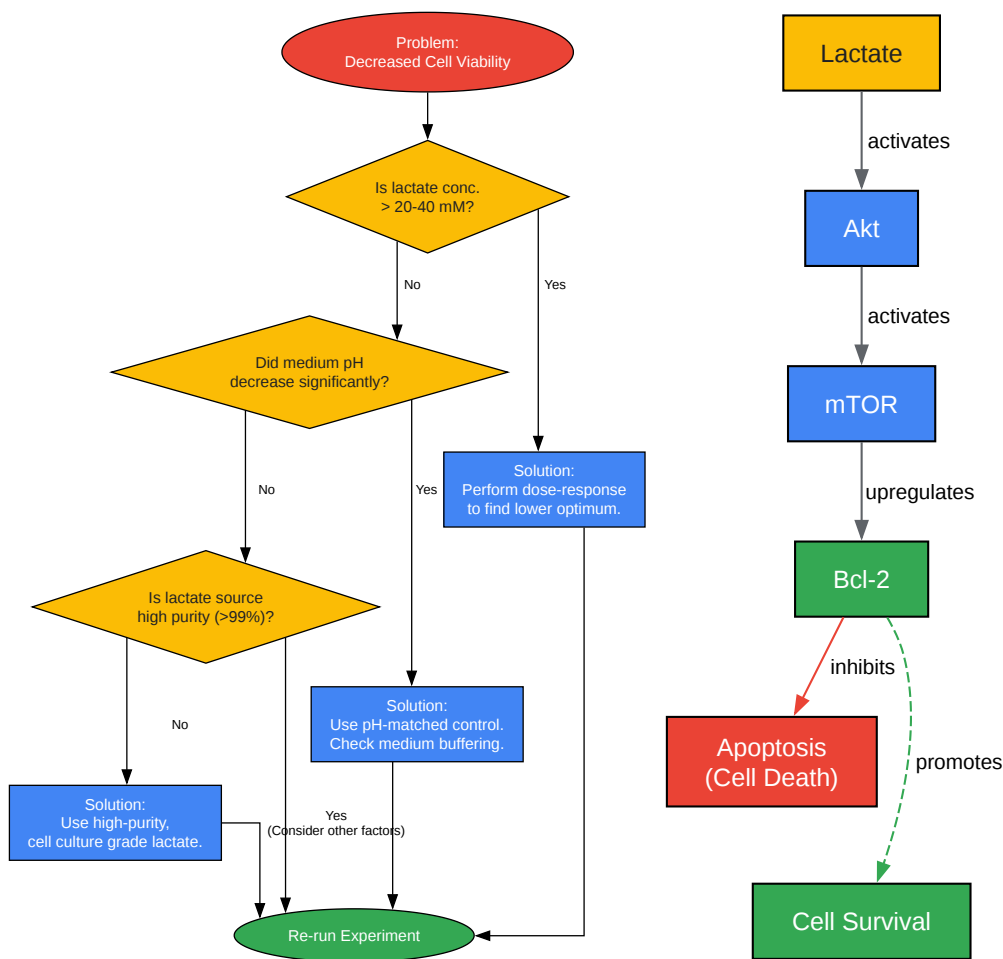 Problem:
Decreased Cell Viability
Is lactate conc.
> 20-40 mM?
No
Yes
Did medium pH
decrease significantly?
No
Yes
Solution:
Perform dose-response
to find lower optimum.
Is lactate source
high purity (>99%)?
No
Solution:
Use pH-matched control.
Check medium buffering.
Solution:
Use high-purity,
cell culture grade lactate.
Yes
(Consider other factors)
Re-run Experiment
Lactate
activates
Akt
activates
mTOR
upregulates
Bcl-2
inhibits
Apoptosis
(Cell Death)
promotes
Cell Survival